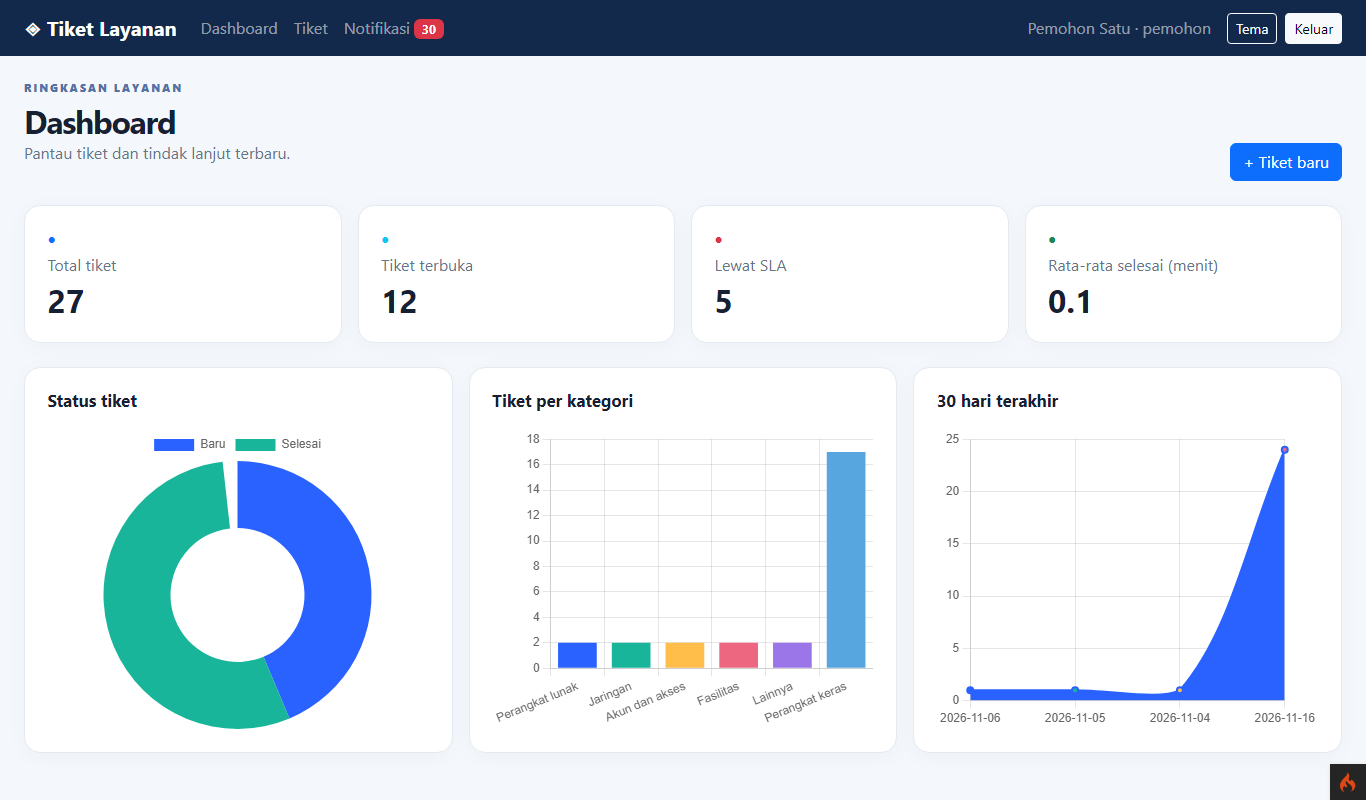 Tiket Layanan
Dashboard
Tiket
Notifikasi 30
Pemohon Satu · pemohon
Tema
Keluar
RINGKASAN LAYANAN
Dashboard
Pantau tiket dan tindak lanjut terbaru.
+ Tiket baru
Total tiket
27
Tiket terbuka
12
Lewat SLA
5
Rata-rata selesai (menit)
0.1
Status tiket
Baru
Selesai
Tiket per kategori
18
16
14
12
10
8
6
4
2
0
Perangkat lunak
Jaringan
Akun dan akses
Fasilitas
Lainnya
Perangkat keras
30 hari terakhir
25
20
15
10
5
0
2026-11-06
2026-11-05
2026-11-04
2026-11-16